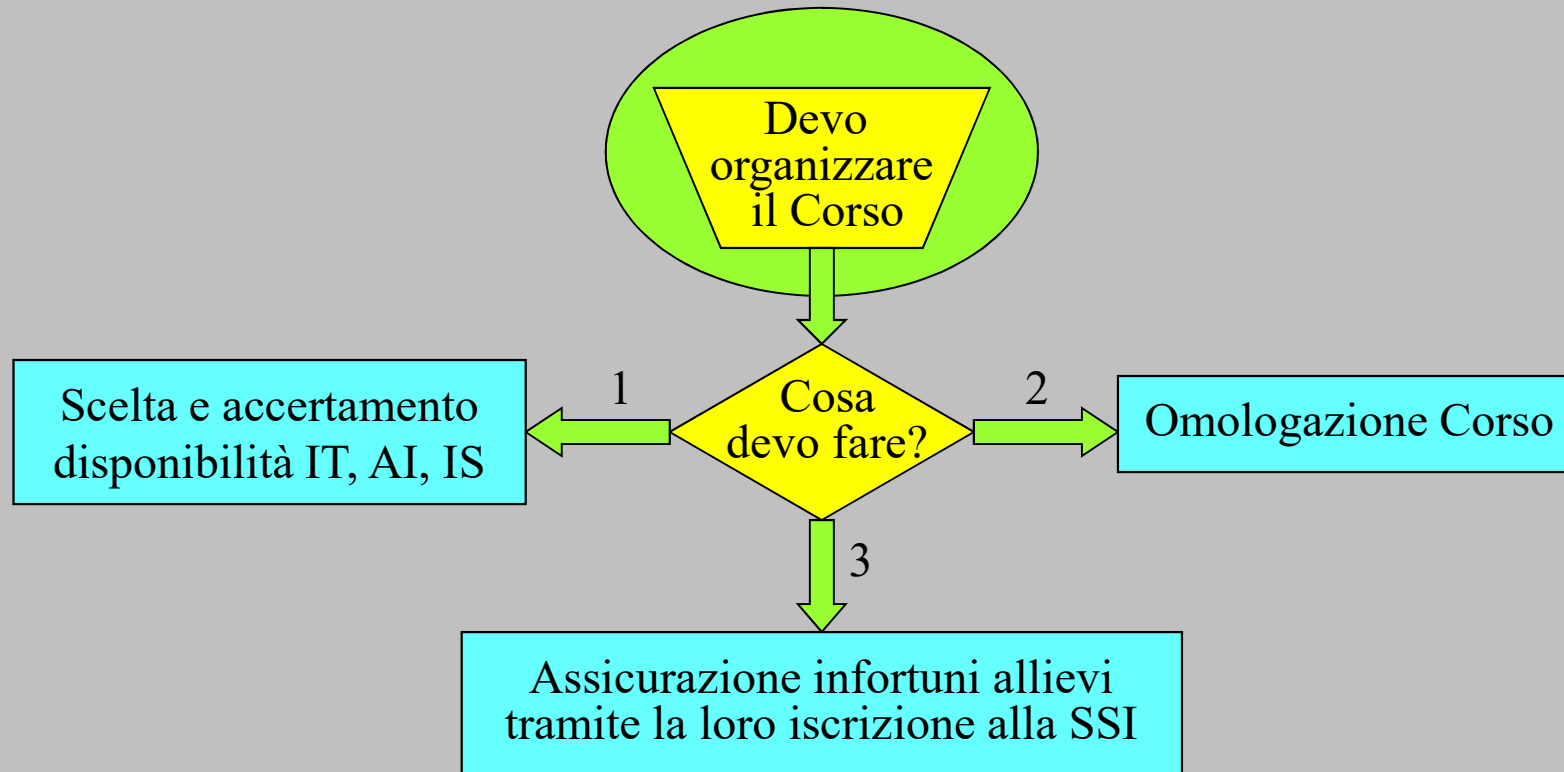 Devo
organizzare
il Corso
1
Cosa
devo fare?
2
Scelta e accertamento
disponibilità IT, AI, IS
Omologazione Corso
3
Assicurazione infortuni allievi
tramite la loro iscrizione alla SSI